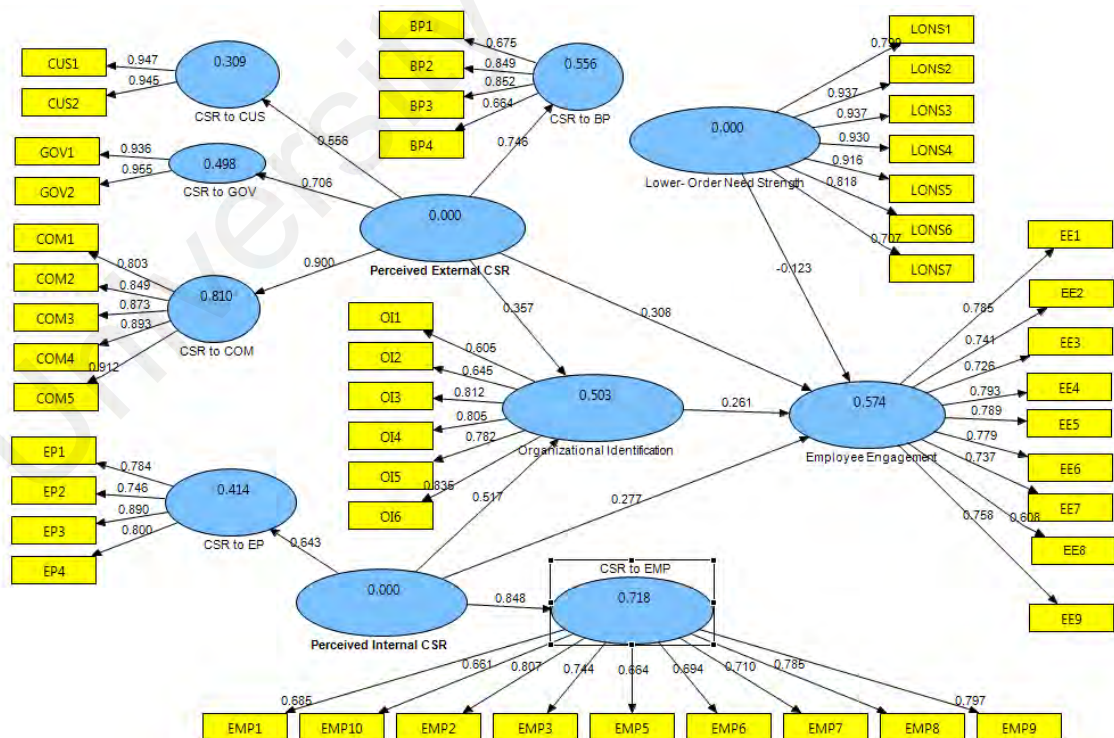 University
BP1
0.675
BP2
0.849
BP3
0.852
BP4
0.664
0.556
CSR to BP
CUS1
0.947
CUS2
0.945
0.309
CSR to CUS
0.556
0.746
GOV1
0.936
GOV2
0.955
0.498
CSR to GOV
0.706
0.000
Perceived External CSR
COM1
0.803
COM2
0.849
COM3
0.873
COM4
0.893
COM5
0.912
0.810
CSR to COM
0.900
0.357
0.308
LONS1
0.799
LONS2
0.937
LONS3
0.937
LONS4
0.930
LONS5
0.916
LONS6
0.818
LONS7
0.707
0.000
Lower- Order Need Strength
-0.123
OI1
0.605
OI2
0.645
OI3
0.812
OI4
0.805
OI5
0.782
OI6
0.835
0.503
Organizational Identification
0.261
0.517
0.277
0.574
Employee Engagement
EE1
0.785
EE2
0.741
EE3
0.726
EE4
0.793
EE5
0.789
EE6
0.779
EE7
0.737
EE8
0.608
EE9
0.758
EP1
0.784
EP2
0.746
EP3
0.890
EP4
0.800
0.414
CSR to EP
0.643
0.000
Perceived Internal CSR
0.848
CSR to EMP
0.718
0.685
0.661
0.807
0.744
0.664
0.694
0.710
0.785
0.797
EMP1
EMP10
EMP2
EMP3
EMP5
EMP6
EMP7
EMP8
EMP9